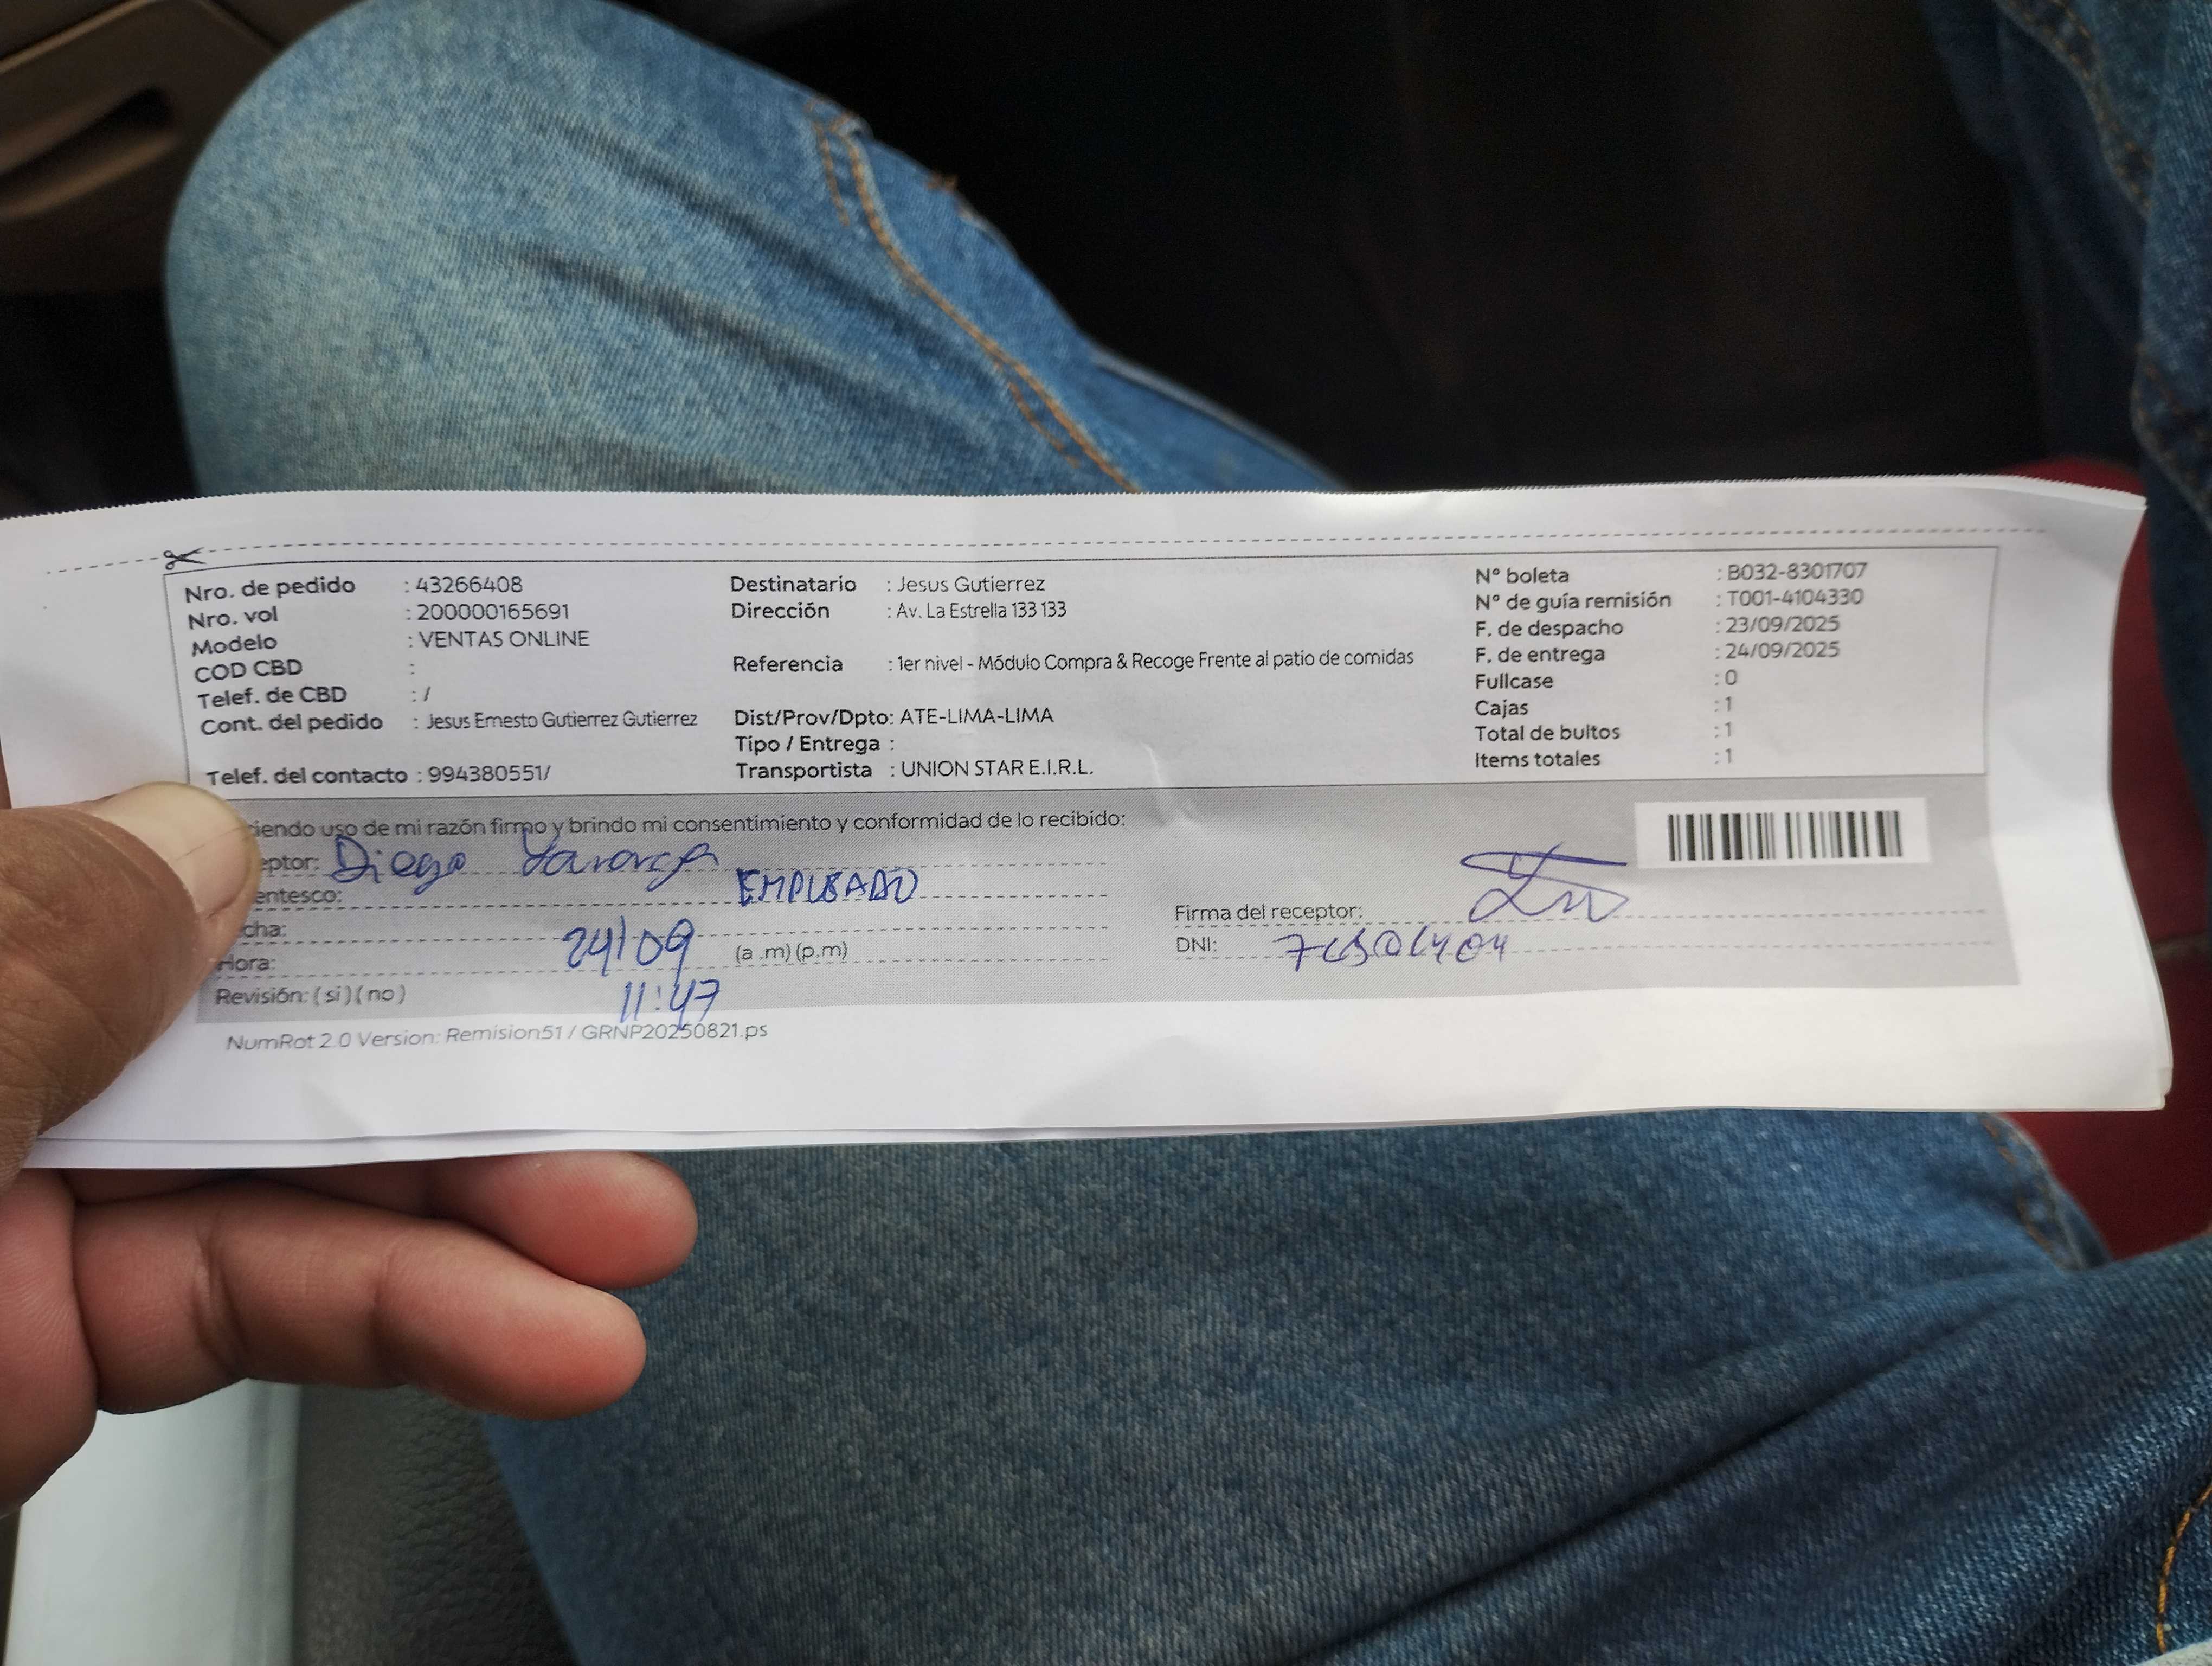 Nro. de pedido : 43266408
Nro. vol : 200000165691
Modelo : VENTAS ONLINE
COD CBD :
Telef. de CBD : /
Cont. del pedido : Jesus Ernesto Gutierrez Gutierrez
Telef. del contacto : 994380551/
Destinatario : Jesus Gutierrez
Dirección : Av. La Estrella 133 133
Referencia : 1er nivel - Módulo Compra & Recoge Frente al patio de comidas
Dist/Prov/Dpto: ATE-LIMA-LIMA
Tipo / Entrega :
Transportista : UNION STAR E.I.R.L.
N° boleta : B032-8301707
N° de guía remisión : T001-4104330
F. de despacho : 23/09/2025
F. de entrega : 24/09/2025
Fullcase : 0
Cajas : 1
Total de bultos : 1
Items totales : 1
iendo uso de mi razón firmo y brindo mi consentimiento y conformidad de lo recibido:
eptor: Diego
entesco: EMPLEADO
cha: 24/09
Hora: (a .m) (p.m)
11:47
Revisión: ( si ) ( no )
Firma del receptor:
DNI:
NumRot 2.0 Version: Remision51 / GRNP20250821.ps